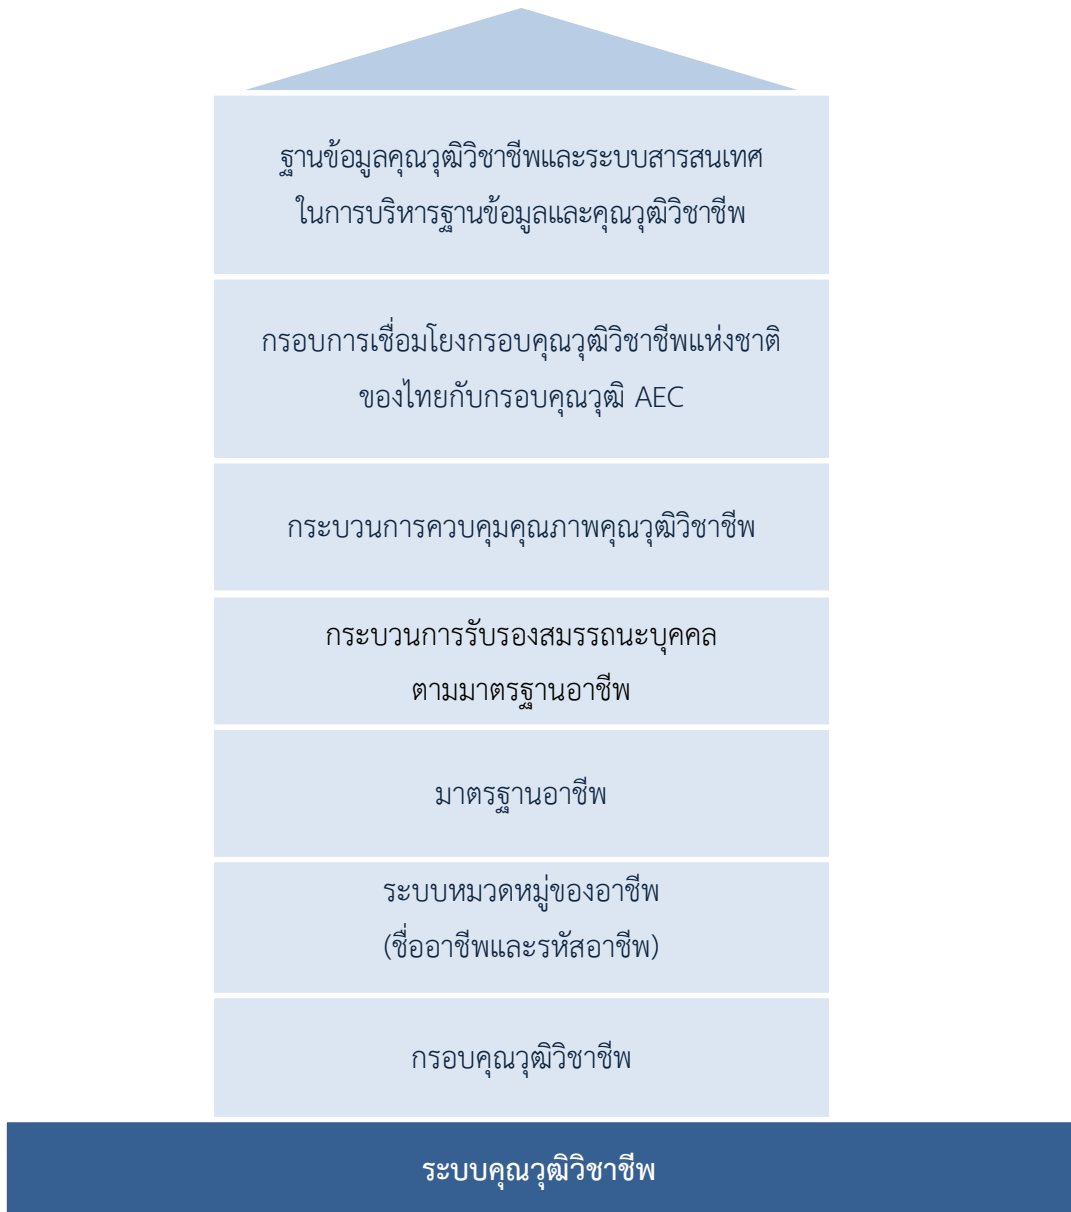 ฐานข้อมูลคุณวุฒิวิชาชีพและระบบสารสนเทศ
ในการบริหารฐานข้อมูลและคุณวุฒิวิชาชีพ
กรอบการเชื่อมโยงกรอบคุณวุฒิวิชาชีพแห่งชาติ
ของไทยกับกรอบคุณวุฒิ AEC
กระบวนการควบคุมคุณภาพคุณวุฒิวิชาชีพ
กระบวนการรับรองสมรรถนะบุคคล
ตามมาตรฐานอาชีพ
มาตรฐานอาชีพ
ระบบหมวดหมู่ของอาชีพ
(ชื่ออาชีพและรหัสอาชีพ)
กรอบคุณวุฒิวิชาชีพ
ระบบคุณวุฒิวิชาชีพ